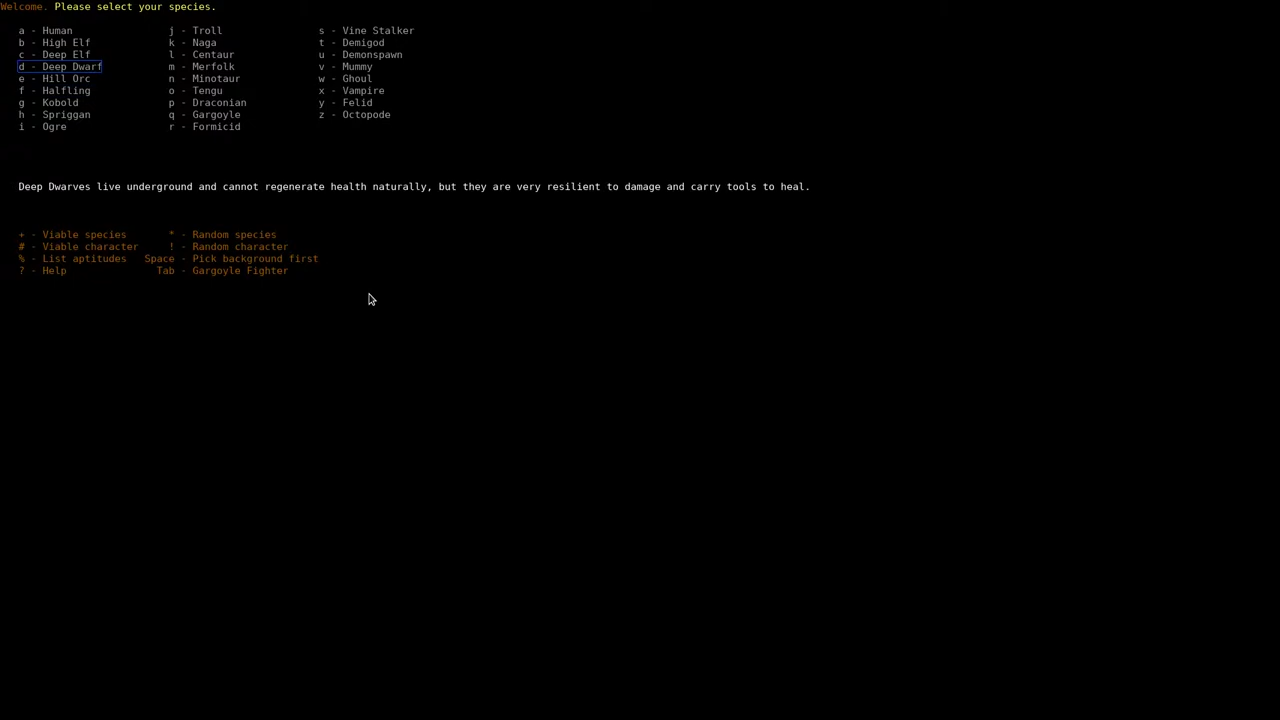 Welcome. Please select your species.
a - Human j - Troll s - Vine Stalker
b - High Elf k - Naga t - Demigod
c - Deep Elf l - Centaur u - Demonspawn
d - Deep Dwarf m - Merfolk v - Mummy
e - Hill Orc n - Minotaur w - Ghoul
f - Halfling o - Tengu x - Vampire
g - Kobold p - Draconian y - Felid
h - Spriggan q - Gargoyle z - Octopode
i - Ogre r - Formicid
Deep Dwarves live underground and cannot regenerate health naturally, but they are very resilient to damage and carry tools to heal.
+ - Viable species * - Random species
# - Viable character ! - Random character
% - List aptitudes Space - Pick background first
? - Help Tab - Gargoyle Fighter